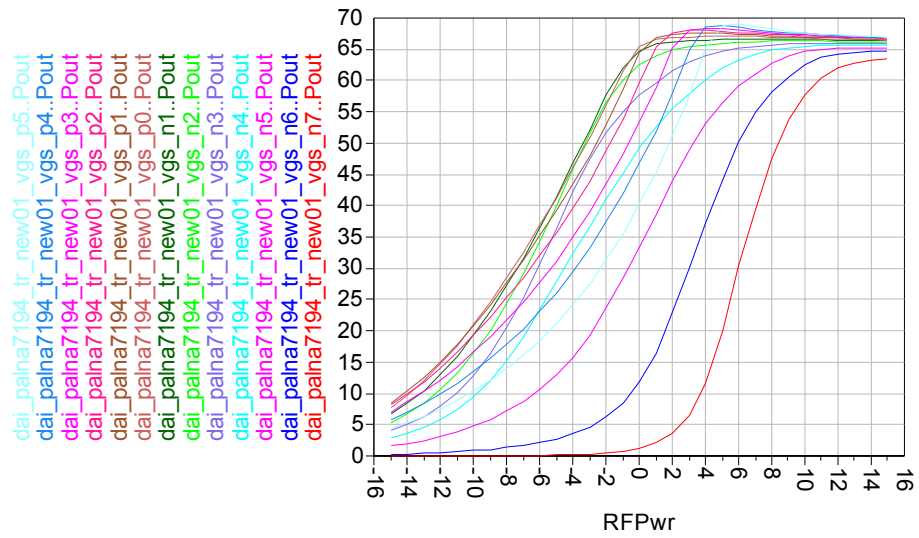 dai_palna7194_tr_new01_vgs_p5..Pout
dai_palna7194_tr_new01_vgs_p4..Pout
dai_palna7194_tr_new01_vgs_p3..Pout
dai_palna7194_tr_new01_vgs_p2..Pout
dai_palna7194_tr_new01_vgs_p1..Pout
dai_palna7194_tr_new01_vgs_p0..Pout
dai_palna7194_tr_new01_vgs_n1..Pout
dai_palna7194_tr_new01_vgs_n2..Pout
dai_palna7194_tr_new01_vgs_n3..Pout
dai_palna7194_tr_new01_vgs_n4..Pout
dai_palna7194_tr_new01_vgs_n5..Pout
dai_palna7194_tr_new01_vgs_n6..Pout
dai_palna7194_tr_new01_vgs_n7..Pout
70
65
60
55
50
45
40
35
30
25
20
15
10
5
0
-16 -14 -12 -10 -8 -6 -4 -2 0 2 4 6 8 10 12 14 16
RFPwr